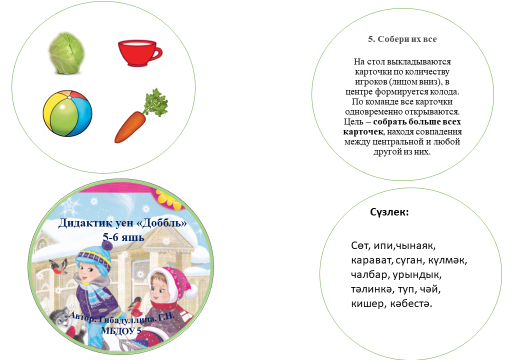 5. Собери их все
На стол выкладываются
карточки по количеству
игроков (лицом вниз), в
центре формируется колода.
По команде все карточки
одновременно открываются.
Цель – собрать больше всех
карточек, находя совпадения
между центральной и любой
другой из них.
Дидактик уен «Доббль»
5-6 яшь
Автор: Гибадуллина. Г.Н.
МБДОУ 5
Сүзлек:
Сөт, ипи,чынаяк,
карават,суган, күлмәк,
чалбар, урындык,
тәлинкә, туп, чәй,
кишер, кәбестә.